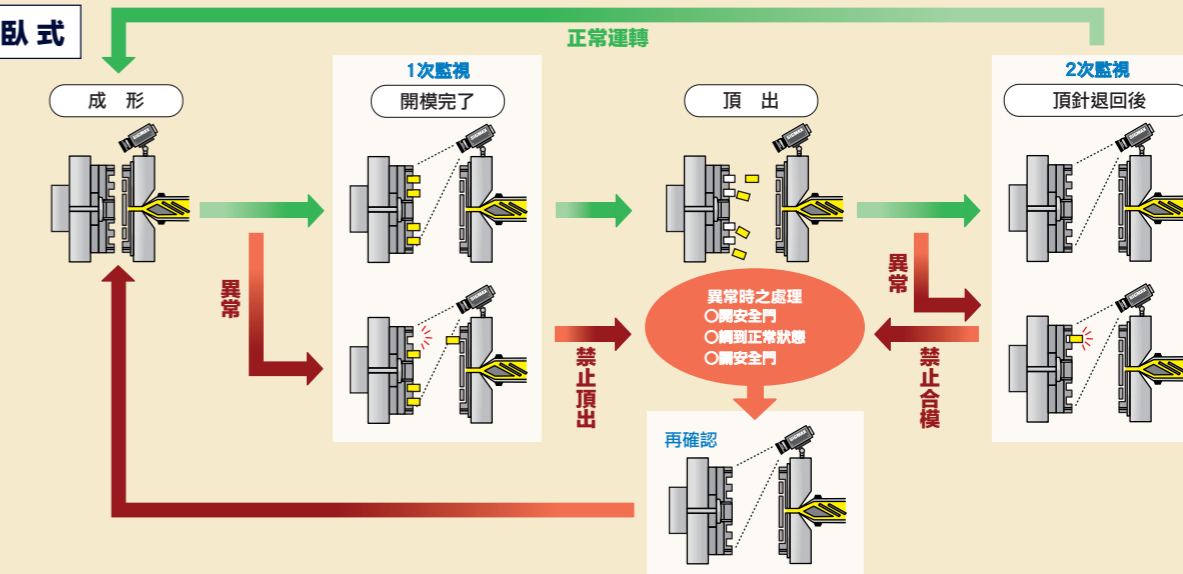 臥式
正常運轉
1次監視
2次監視
成 形
開模完了
頂 出
頂針退回後
異常
異常
異常時之處理
○開安全門
○調到正常狀態
○關安全門
禁止頂出
禁止合模
再確認